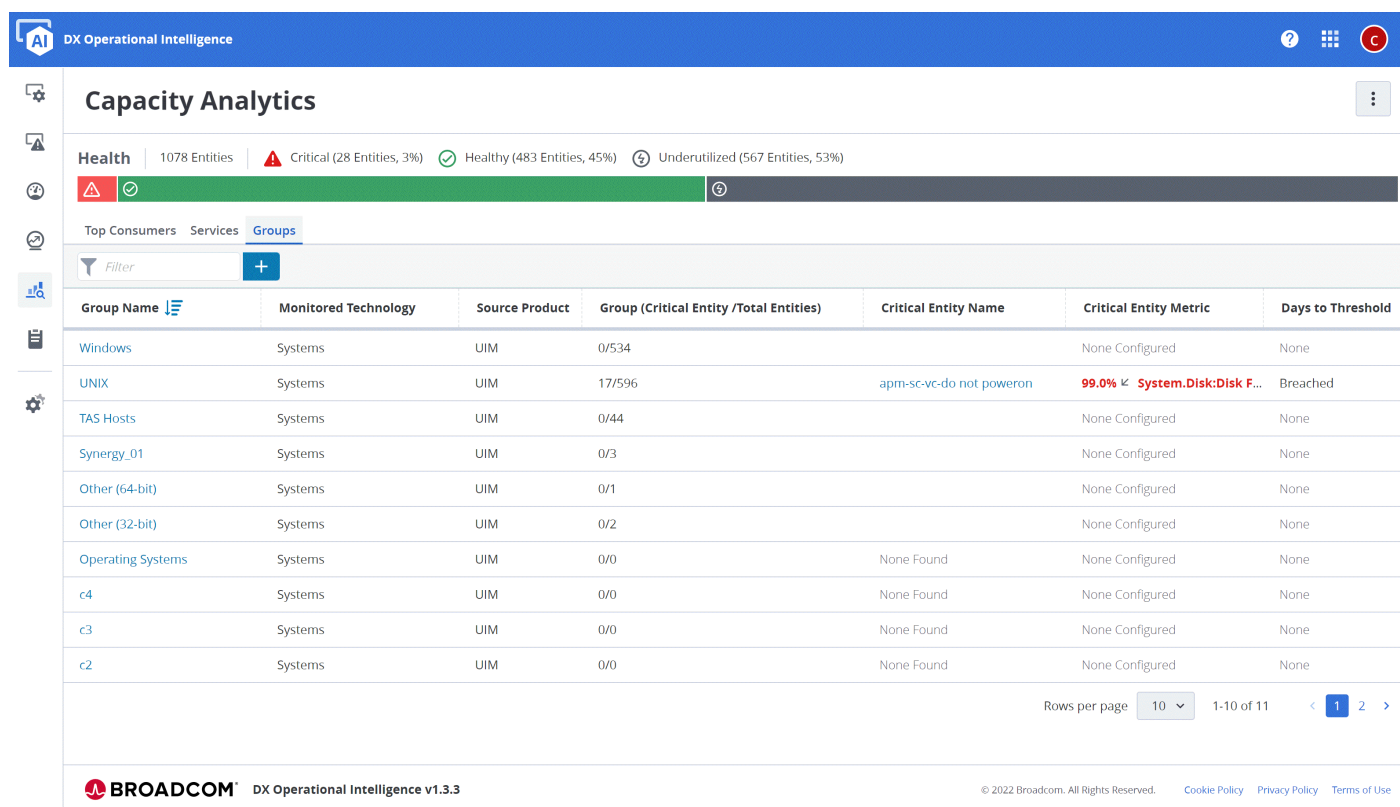 AI DX Operational Intelligence ? C
Capacity Analytics
Health 1078 Entities Critical (28 Entities, 3%) Healthy (483 Entities, 45%) Underutilized (567 Entities, 53%)
Top Consumers Services Groups
Filter +
Group Name Monitored Technology Source Product Group (Critical Entity /Total Entities) Critical Entity Name Critical Entity Metric Days to Threshold
Windows Systems UIM 0/534 None Configured None
UNIX Systems UIM 17/596 apm-sc-vc-do not poweron 99.0% System.Disk:Disk F... Breached
TAS Hosts Systems UIM 0/44 None Configured None
Synergy_01 Systems UIM 0/3 None Configured None
Other (64-bit) Systems UIM 0/1 None Configured None
Other (32-bit) Systems UIM 0/2 None Configured None
Operating Systems Systems UIM 0/0 None Found None Configured None
c4 Systems UIM 0/0 None Found None Configured None
c3 Systems UIM 0/0 None Found None Configured None
c2 Systems UIM 0/0 None Found None Configured None
Rows per page 10 1-10 of 11 < 1 2 >
BROADCOM DX Operational Intelligence v1.3.3 © 2022 Broadcom. All Rights Reserved. Cookie Policy Privacy Policy Terms of Use